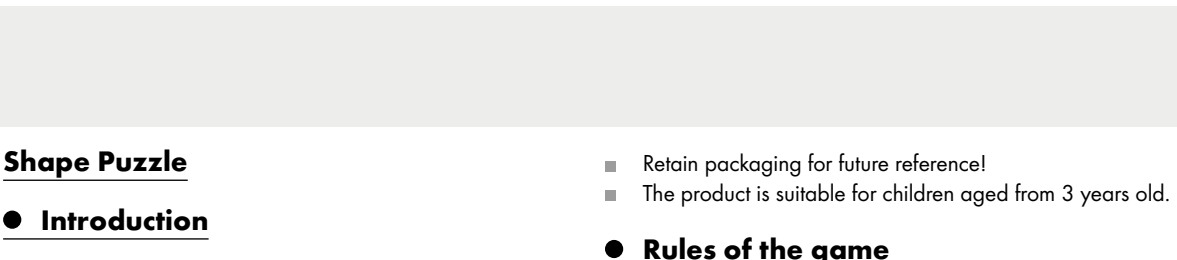 Shape Puzzle
● Introduction
■ Retain packaging for future reference!
■ The product is suitable for children aged from 3 years old.
● Rules of the game